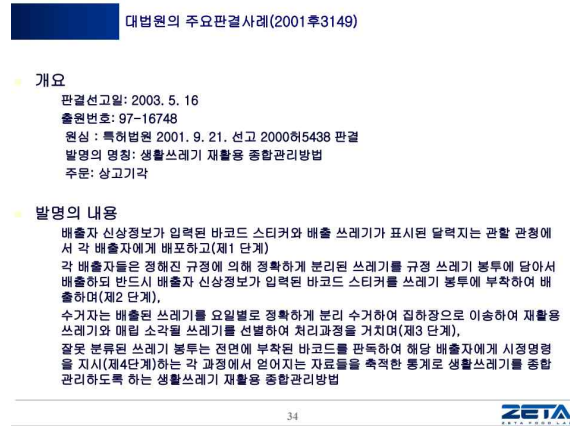 대법원의 주요판결사례(2001후3149)
개요
판결선고일: 2003. 5. 16
출원번호: 97-16748
원심 : 특허법원 2001. 9. 21. 선고 2000허5438 판결
발명의 명칭: 생활쓰레기 재활용 종합관리방법
주문: 상고기각
발명의 내용
배출자 신상정보가 입력된 바코드 스티커와 배출 쓰레기가 표시된 달력지는 관할 관청에
서 각 배출자에게 배포하고(제1 단계)
각 배출자들은 정해진 규정에 의해 정확하게 분리된 쓰레기를 규정 쓰레기 봉투에 담아서
배출하되 반드시 배출자 신상정보가 입력된 바코드 스티커를 쓰레기 봉투에 부착하여 배
출하며(제2 단계),
수거자는 배출된 쓰레기를 요일별로 정확하게 분리 수거하여 집하장으로 이송하여 재활용
쓰레기와 매립 소각될 쓰레기를 선별하여 처리과정을 거치며(제3 단계),
잘못 분류된 쓰레기 봉투는 전면에 부착된 바코드를 판독하여 해당 배출자에게 시정명령
을 지시(제4단계)하는 각 과정에서 얻어지는 자료들을 축적한 통계로 생활쓰레기를 종합
관리하도록 하는 생활쓰레기 재활용 종합관리방법
34
ZETA
ZETA FOOD LAB